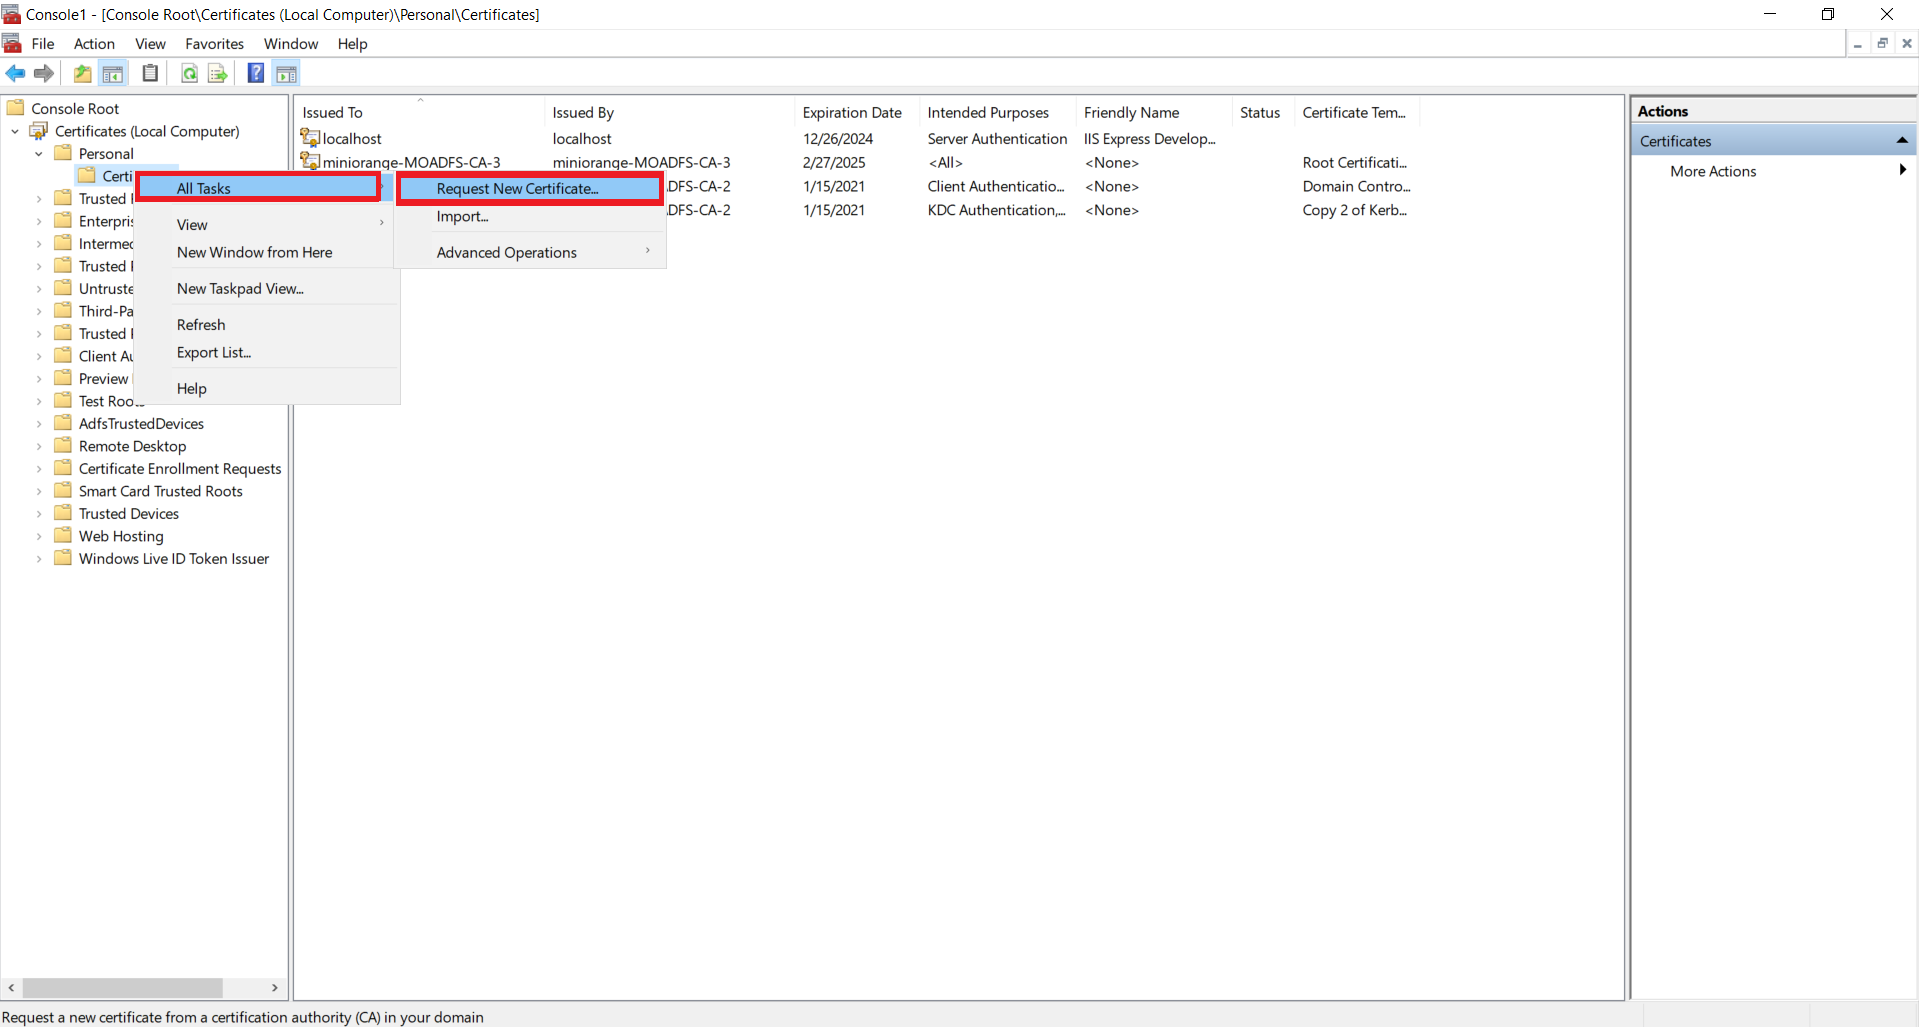 Console1 - [Console Root\Certificates (Local Computer)\Personal\Certificates]
File Action View Favorites Window Help
Console Root
Certificates (Local Computer)
Personal
Certi
Trusted
Enterpris
Intermed
Trusted
Untruste
Third-Pa
Trusted
Client Au
Preview
Test Roots
AdfsTrustedDevices
Remote Desktop
Certificate Enrollment Requests
Smart Card Trusted Roots
Trusted Devices
Web Hosting
Windows Live ID Token Issuer
All Tasks
View
New Window from Here
New Taskpad View...
Refresh
Export List...
Help
Request New Certificate...
Import...
Advanced Operations
Issued To Issued By Expiration Date Intended Purposes Friendly Name Status Certificate Tem...
localhost localhost 12/26/2024 Server Authentication IIS Express Develop...
miniorange-MOADFS-CA-3 miniorange-MOADFS-CA-3 2/27/2025 <All> <None> Root Certificati...
DFS-CA-2 1/15/2021 Client Authenticatio... <None> Domain Contro...
DFS-CA-2 1/15/2021 KDC Authentication,... <None> Copy 2 of Kerb...
Actions
Certificates
More Actions
Request a new certificate from a certification authority (CA) in your domain